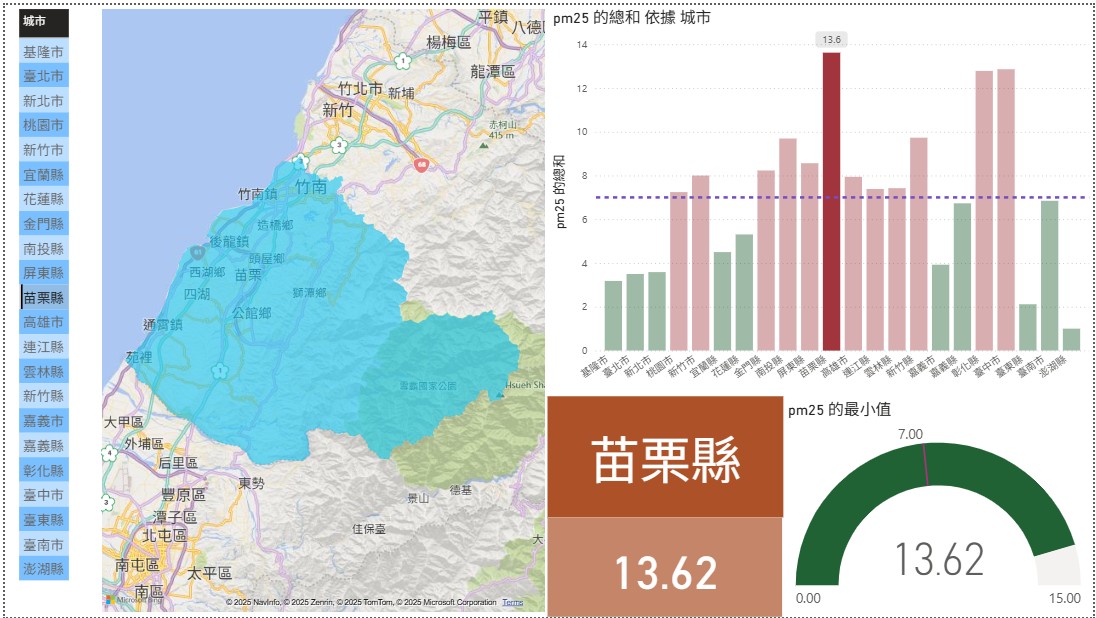 城市
基隆市
臺北市
新北市
桃園市
新竹市
宜蘭縣
花蓮縣
金門縣
南投縣
屏東縣
苗栗縣
高雄市
連江縣
雲林縣
新竹縣
嘉義市
嘉義縣
彰化縣
臺中市
臺東縣
臺南市
澎湖縣
平鎮
八德
楊梅區
1
龍潭區
竹北市
新埔
新竹
赤柯山
415 m
3
68
竹南鎮
竹南
造橋鄉
後龍鎮
頭屋鄉
西湖鄉
苗栗
四湖
獅潭鄉
公館鄉
通霄鎮
苑裡
1
雪霸國家公園
Hsueh Sha
大甲區
外埔區
4
后里區
東勢
德基
景山
豐原區
3
潭子區
佳保臺
北屯區
大
南屯區
太平區
南區
Microsoft Bing
© 2025 NavInfo, © 2025 Zenrin, © 2025 TomTom, © 2025 Microsoft Corporation Terms
pm25 的總和 依據 城市
13.6
pm25 的總和
14
12
10
8
6
4
2
0
基隆市
臺北市
新北市
桃園市
新竹市
宜蘭縣
花蓮縣
金門縣
南投縣
屏東縣
苗栗縣
高雄市
連江縣
雲林縣
新竹縣
嘉義市
嘉義縣
彰化縣
臺中市
臺東縣
臺南市
澎湖縣
苗栗縣
13.62
pm25 的最小值
7.00
13.62
0.00
15.00